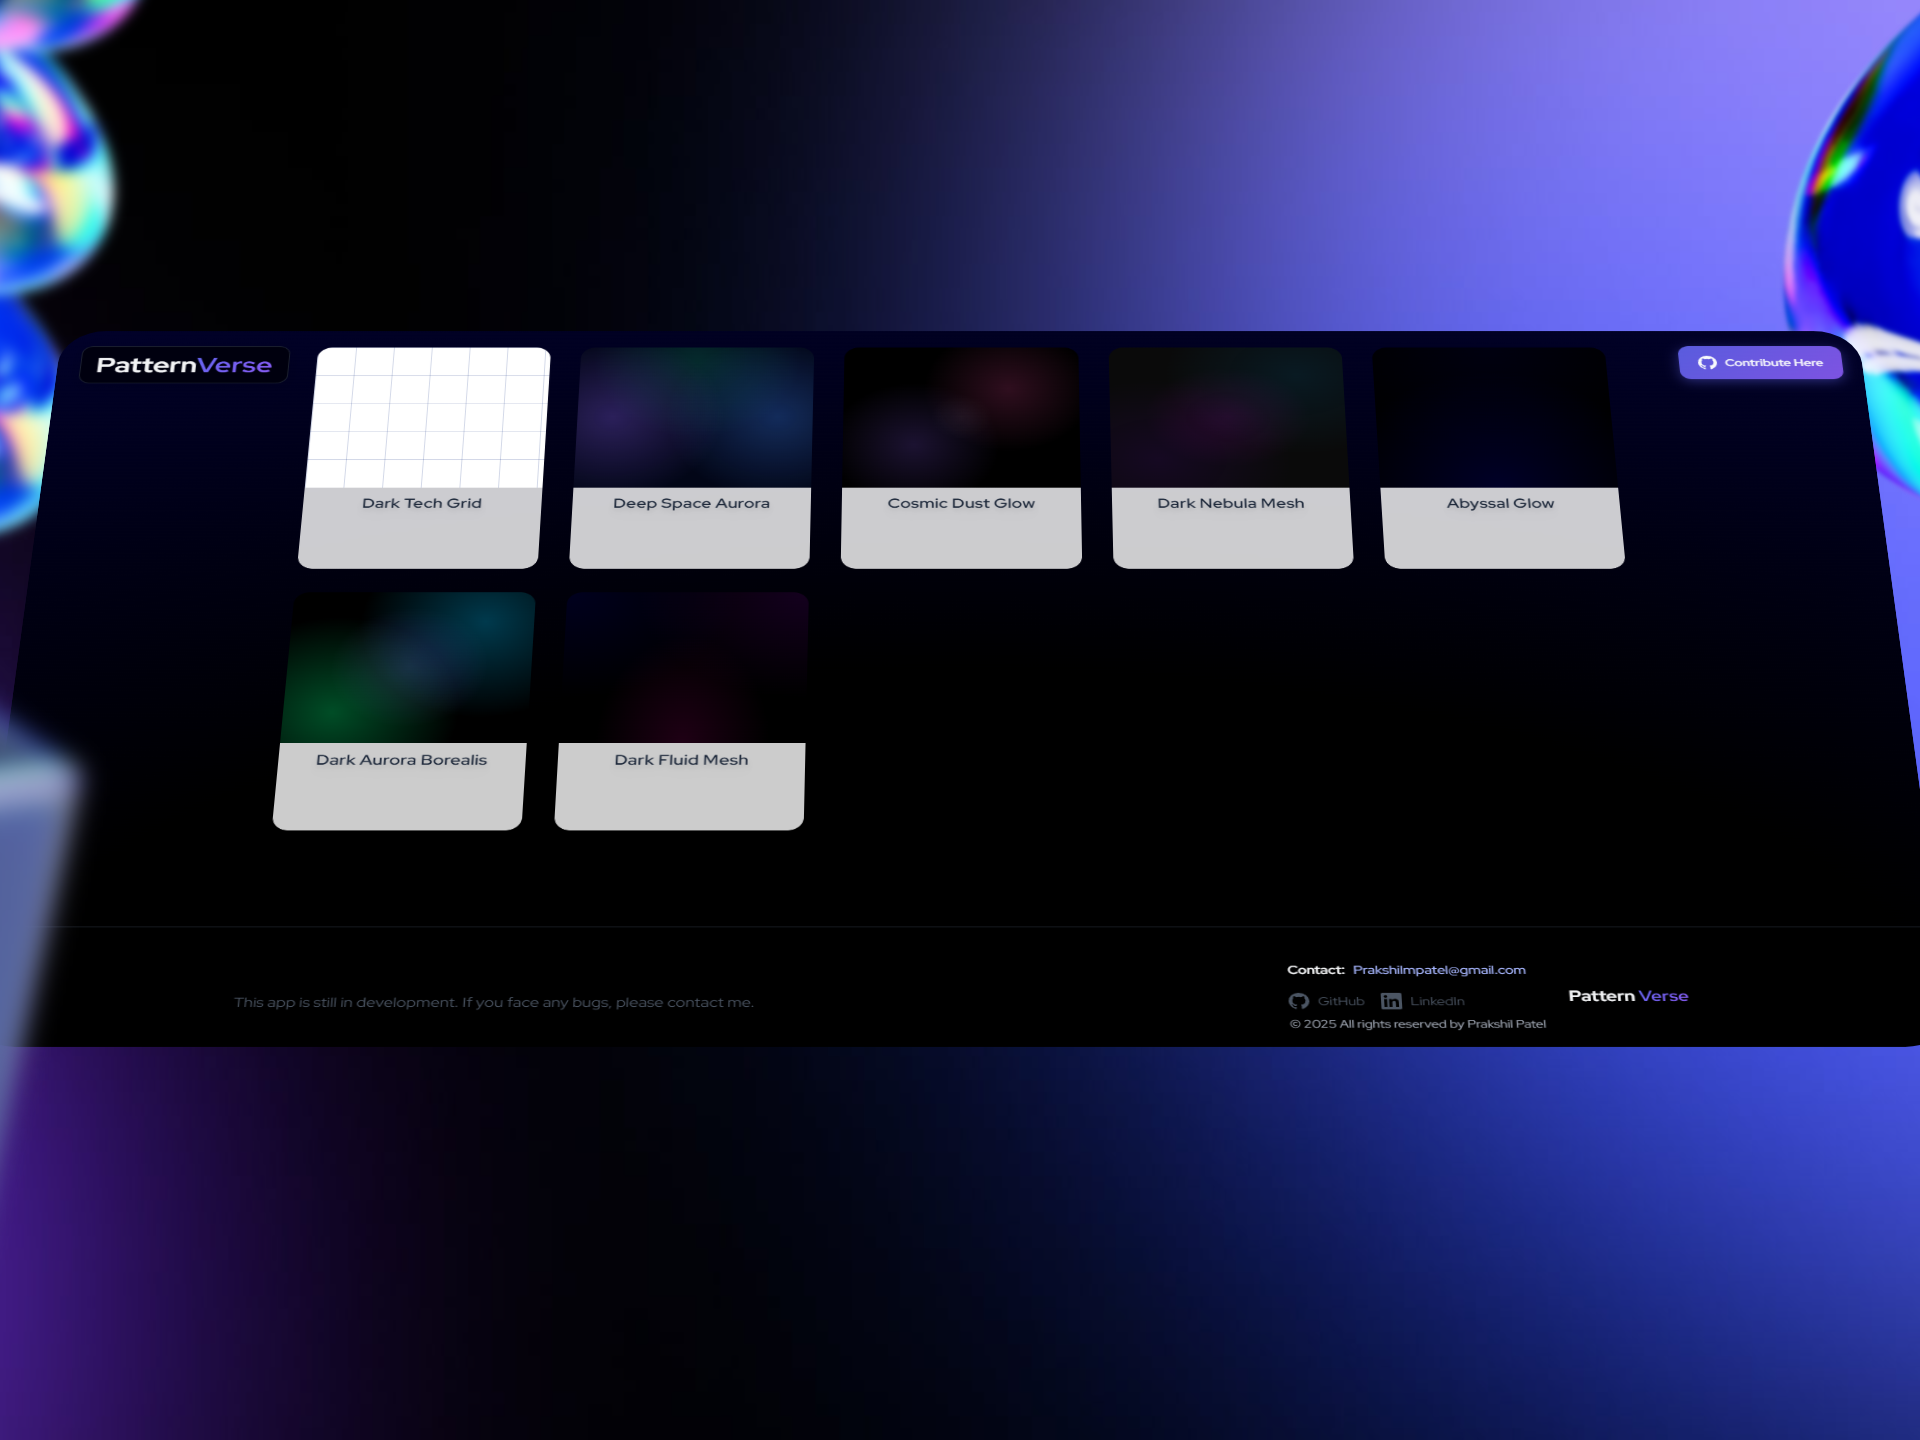 PatternVerse
Contribute Here
Dark Tech Grid
Deep Space Aurora
Cosmic Dust Glow
Dark Nebula Mesh
Abyssal Glow
Dark Aurora Borealis
Dark Fluid Mesh
This app is still in development. If you face any bugs, please contact me.
Contact: Prakshilmpatel@gmail.com
GitHub LinkedIn
© 2025 All rights reserved by Prakshil Patel
Pattern Verse